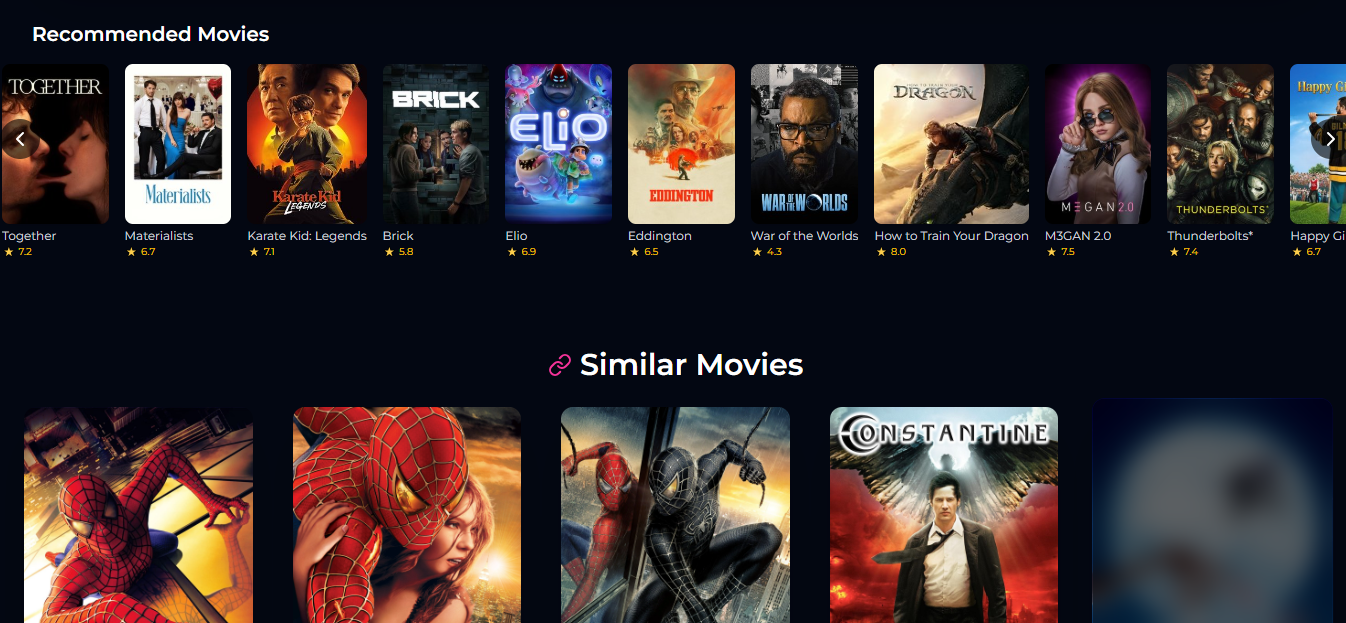 Recommended Movies
TOGETHER
Materialists
Karate Kid
LEGENDS
BRICK
ELIO
EDDINGTON
WAR OF THE WORLDS
DRAGON
M3GAN 2.0
THUNDERBOLTS*
Happy Gi
Together
Materialists
Karate Kid: Legends
Brick
Elio
Eddington
War of the Worlds
How to Train Your Dragon
M3GAN 2.0
Thunderbolts*
Happy Gi
★ 7.2
★ 6.7
★ 7.1
★ 5.8
★ 6.9
★ 6.5
★ 4.3
★ 8.0
★ 7.5
★ 7.4
★ 6.7
Similar Movies
CONSTANTINE